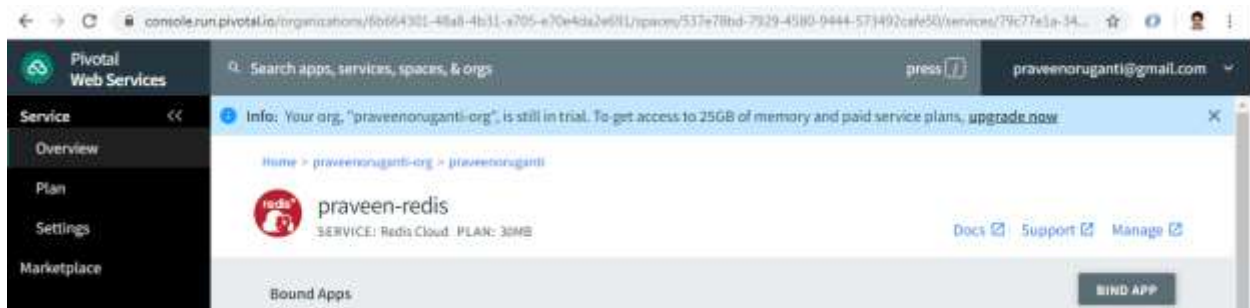 console.run.pivotal.io/organizations/
Pivotal
Web Services
Search apps, services, spaces, & orgs
press /
praveenoruganti@gmail.com
Service <<
Info: Your org, "praveenoruganti-org", is still in trial. To get access to 25GB of memory and paid service plans, upgrade now
Overview
Home > praveenoruganti-org > praveenoruganti
Plan
redis
praveen-redis
SERVICE: Redis Cloud PLAN: 30MB
Docs Support Manage
Settings
Marketplace
Bound Apps
BIND APP